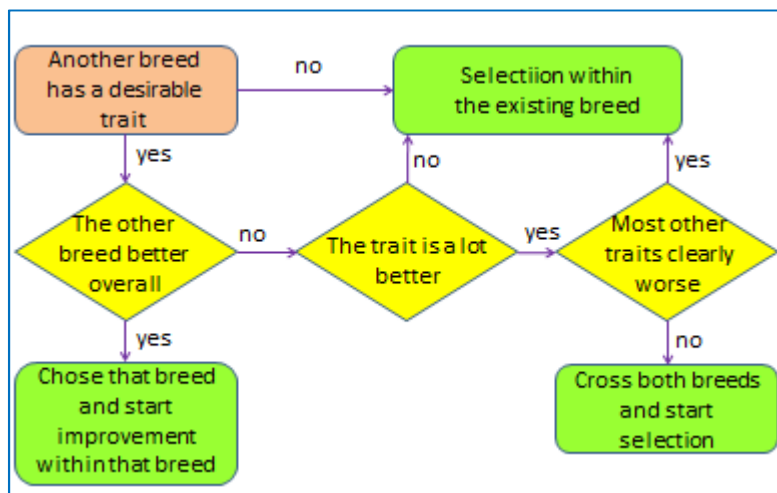 Another breed
has a desirable
trait
no
Selectiion within
the existing breed
yes
no
yes
The other
breed better
overall
no
The trait is a lot
better
yes
Most other
traits clearly
worse
yes
no
Chose that breed
and start
improvement
within that breed
Cross both breeds
and start
selection